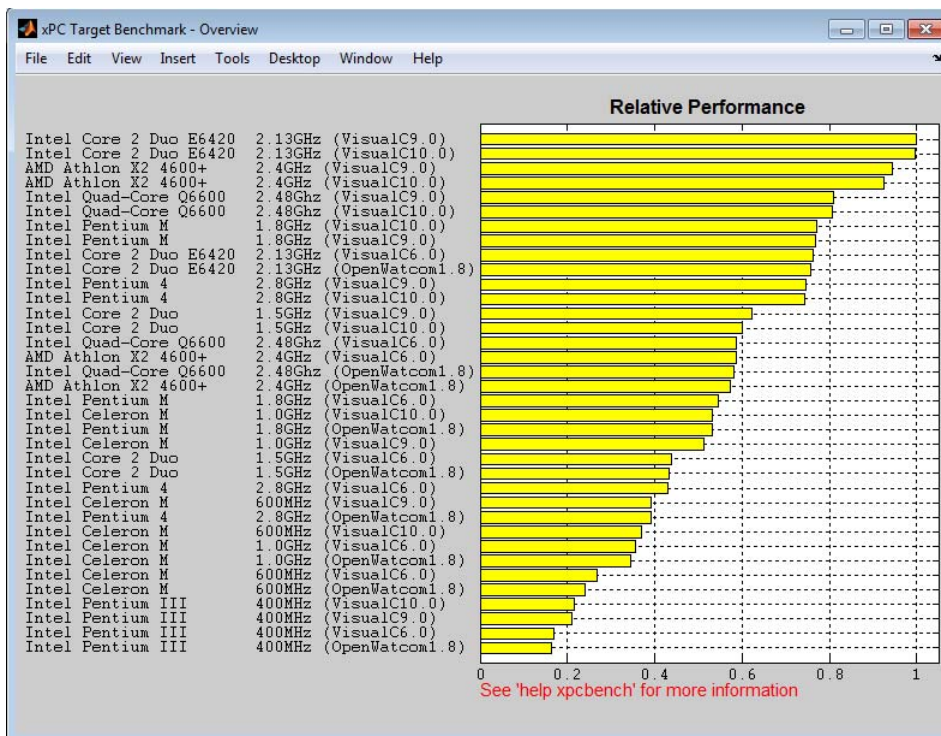 xPC Target Benchmark - Overview
File Edit View Insert Tools Desktop Window Help
Relative Performance
Intel Core 2 Duo E6420 2.13GHz (VisualC9.0)
Intel Core 2 Duo E6420 2.13GHz (VisualC10.0)
AMD Athlon X2 4600+ 2.4GHz (VisualC9.0)
AMD Athlon X2 4600+ 2.4GHz (VisualC10.0)
Intel Quad-Core Q6600 2.48Ghz (VisualC9.0)
Intel Quad-Core Q6600 2.48Ghz (VisualC10.0)
Intel Pentium M 1.8GHz (VisualC10.0)
Intel Pentium M 1.8GHz (VisualC9.0)
Intel Core 2 Duo E6420 2.13GHz (VisualC6.0)
Intel Core 2 Duo E6420 2.13GHz (OpenWatcom1.8)
Intel Pentium 4 2.8GHz (VisualC9.0)
Intel Pentium 4 2.8GHz (VisualC10.0)
Intel Core 2 Duo 1.5GHz (VisualC9.0)
Intel Core 2 Duo 1.5GHz (VisualC10.0)
Intel Quad-Core Q6600 2.48Ghz (VisualC6.0)
AMD Athlon X2 4600+ 2.4GHz (VisualC6.0)
Intel Quad-Core Q6600 2.48Ghz (OpenWatcom1.8)
AMD Athlon X2 4600+ 2.4GHz (OpenWatcom1.8)
Intel Pentium M 1.8GHz (VisualC6.0)
Intel Celeron M 1.0GHz (VisualC10.0)
Intel Pentium M 1.8GHz (OpenWatcom1.8)
Intel Celeron M 1.0GHz (VisualC9.0)
Intel Core 2 Duo 1.5GHz (VisualC6.0)
Intel Core 2 Duo 1.5GHz (OpenWatcom1.8)
Intel Pentium 4 2.8GHz (VisualC6.0)
Intel Celeron M 600MHz (VisualC9.0)
Intel Pentium 4 2.8GHz (OpenWatcom1.8)
Intel Celeron M 600MHz (VisualC10.0)
Intel Celeron M 1.0GHz (VisualC6.0)
Intel Celeron M 1.0GHz (OpenWatcom1.8)
Intel Celeron M 600MHz (VisualC6.0)
Intel Celeron M 600MHz (OpenWatcom1.8)
Intel Pentium III 400MHz (VisualC10.0)
Intel Pentium III 400MHz (VisualC9.0)
Intel Pentium III 400MHz (VisualC6.0)
Intel Pentium III 400MHz (OpenWatcom1.8)
0 0.2 0.4 0.6 0.8 1
See 'help xpcbench' for more information